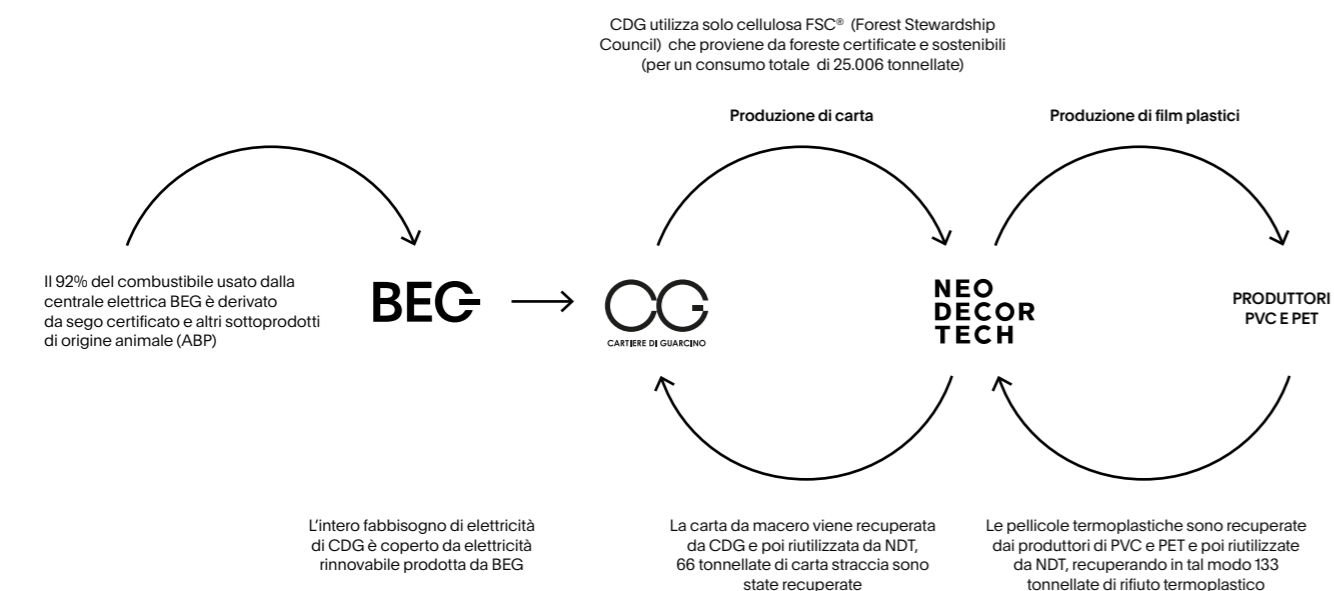 CDG utilizza solo cellulosa FSC® (Forest Stewardship
Council) che proviene da foreste certificate e sostenibili
(per un consumo totale di 25.006 tonnellate)
Produzione di carta
Produzione di film plastici
Il 92% del combustibile usato dalla
centrale elettrica BEG è derivato
da sego certificato e altri sottoprodotti
di origine animale (ABP)
BEG
CG
CARTIERE DI GUARCINO
NEO
DECOR
TECH
PRODUTTORI
PVC E PET
L'intero fabbisogno di elettricità
di CDG è coperto da elettricità
rinnovabile prodotta da BEG
La carta da macero viene recuperata
da CDG e poi riutilizzata da NDT,
66 tonnellate di carta straccia sono
state recuperate
Le pellicole termoplastiche sono recuperate
dai produttori di PVC e PET e poi riutilizzate
da NDT, recuperando in tal modo 133
tonnellate di rifiuto termoplastico